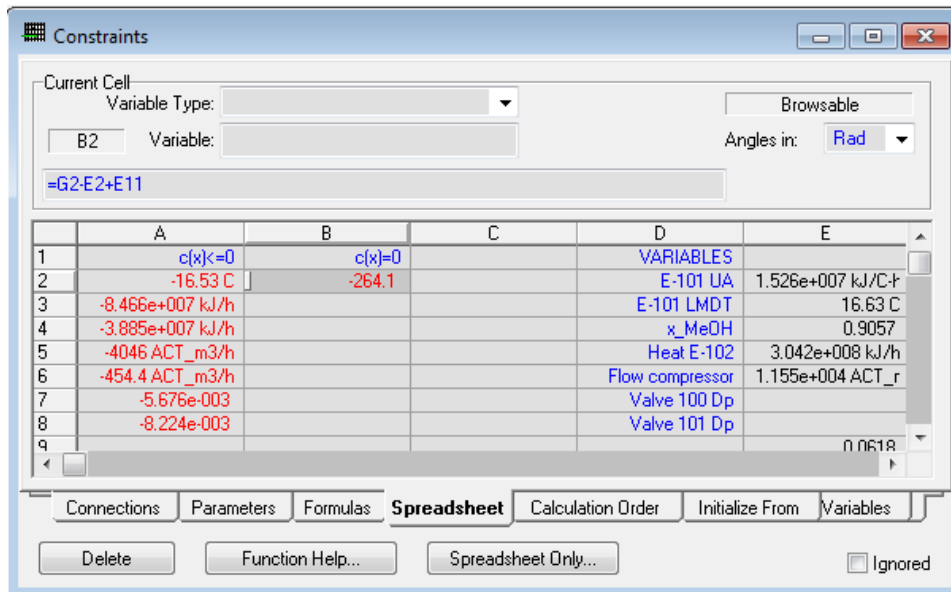 Constraints
Current Cell
Variable Type:
Browsable
B2 Variable:
Angles in: Rad
=G2-E2+E11
A B C D E
1 c(x)<=0 c(x)=0 VARIABLES
2 -16.53 C -264.1 E-101 UA 1.526e+007 kJ/C-h
3 -8.466e+007 kJ/h E-101 LMDT 16.63 C
4 -3.885e+007 kJ/h x_MeOH 0.9057
5 -4046 ACT_m3/h Heat E-102 3.042e+008 kJ/h
6 -454.4 ACT_m3/h Flow compressor 1.155e+004 ACT_r
7 -5.676e-003 Valve 100 Dp
8 -8.224e-003 Valve 101 Dp
9 0.0618
Connections Parameters Formulas Spreadsheet Calculation Order Initialize From Variables
Delete Function Help... Spreadsheet Only... Ignored